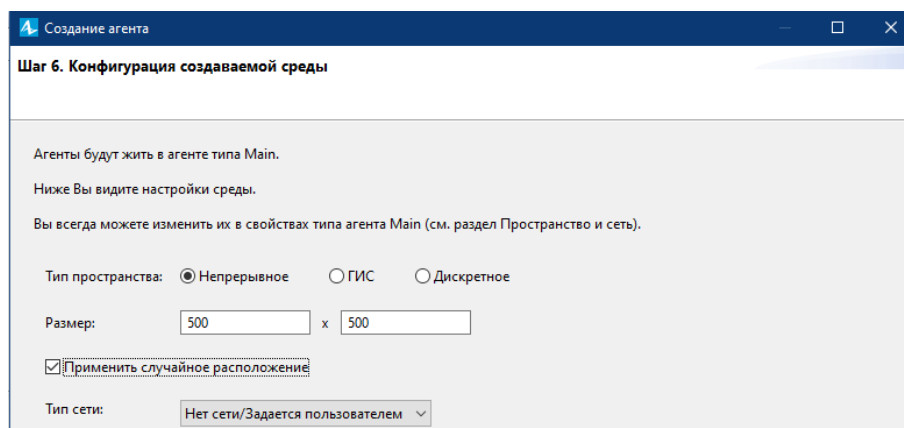 Создание агента
Шаг 6. Конфигурация создаваемой среды
Агенты будут жить в агенте типа Main.
Ниже Вы видите настройки среды.
Вы всегда можете изменить их в свойствах типа агента Main (см. раздел Пространство и сеть).
Тип пространства: Непрерывное ГИС Дискретное
Размер: 500 x 500
Применить случайное расположение
Тип сети: Нет сети/Задается пользователем